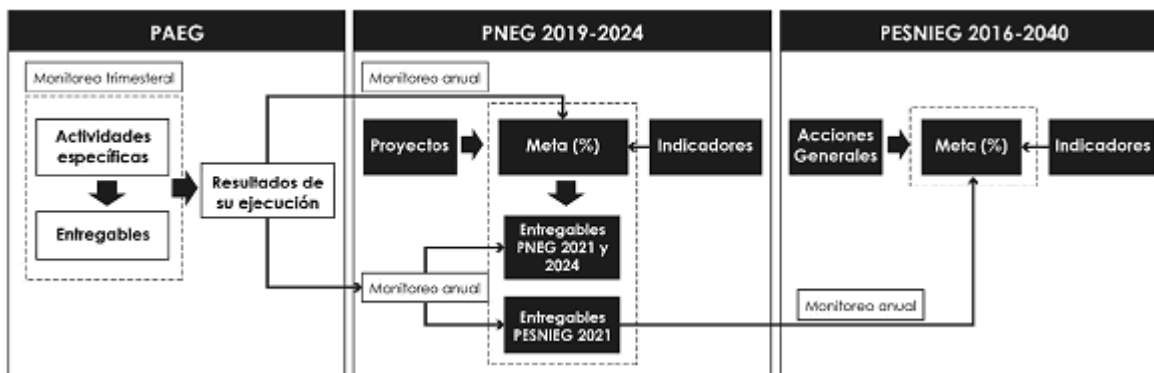 PAEG
PNEG 2019-2024
PESNIEG 2016-2040
Monitoreo trimestral
Actividades
específicas
Entregables
Resultados de
su ejecución
Monitoreo anual
Proyectos
Meta (%)
Indicadores
Entregables
PNEG 2021 y
2024
Monitoreo anual
Entregables
PESNIEG 2021
Acciones
Generales
Meta (%)
Indicadores
Monitoreo anual